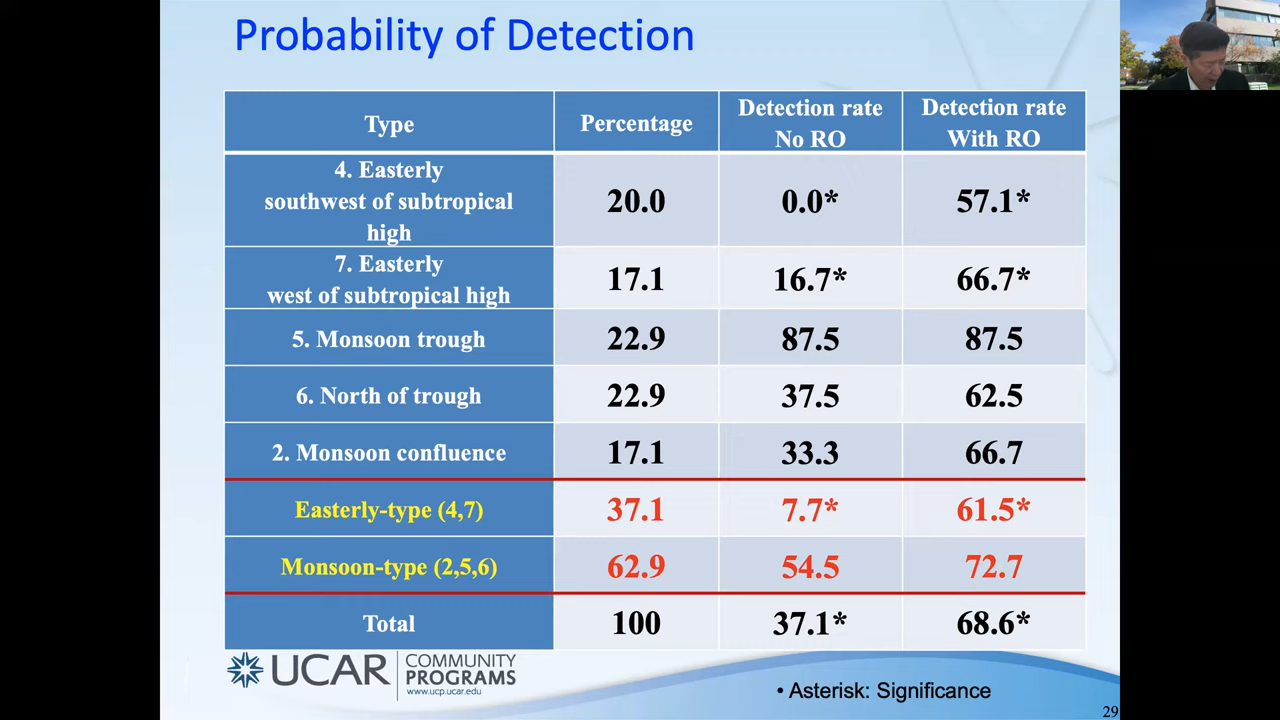 Probability of Detection
Type
Percentage
Detection rate
No RO
Detection rate
With RO
4. Easterly
southwest of subtropical
high
20.0
0.0*
57.1*
7. Easterly
west of subtropical high
17.1
16.7*
66.7*
5. Monsoon trough
22.9
87.5
87.5
6. North of trough
22.9
37.5
62.5
2. Monsoon confluence
17.1
33.3
66.7
Easterly-type (4,7)
37.1
7.7*
61.5*
Monsoon-type (2,5,6)
62.9
54.5
72.7
Total
100
37.1*
68.6*
UCAR
COMMUNITY
PROGRAMS
www.ucp.ucar.edu
• Asterisk: Significance
29